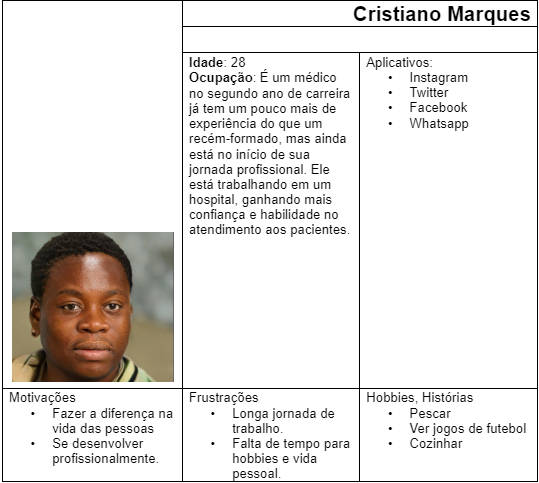 Cristiano Marques
Idade: 28
Ocupação: É um médico
no segundo ano de carreira
já tem um pouco mais de
experiência do que um
recém-formado, mas ainda
está no início de sua
jornada profissional. Ele
está trabalhando em um
hospital, ganhando mais
confiança e habilidade no
atendimento aos pacientes.
Aplicativos:
• Instagram
• Twitter
• Facebook
• Whatsapp
Motivações
• Fazer a diferença na
vida das pessoas
• Se desenvolver
profissionalmente.
Frustrações
• Longa jornada de
trabalho.
• Falta de tempo para
hobbies e vida
pessoal.
Hobbies, Histórias
• Pescar
• Ver jogos de futebol
• Cozinhar